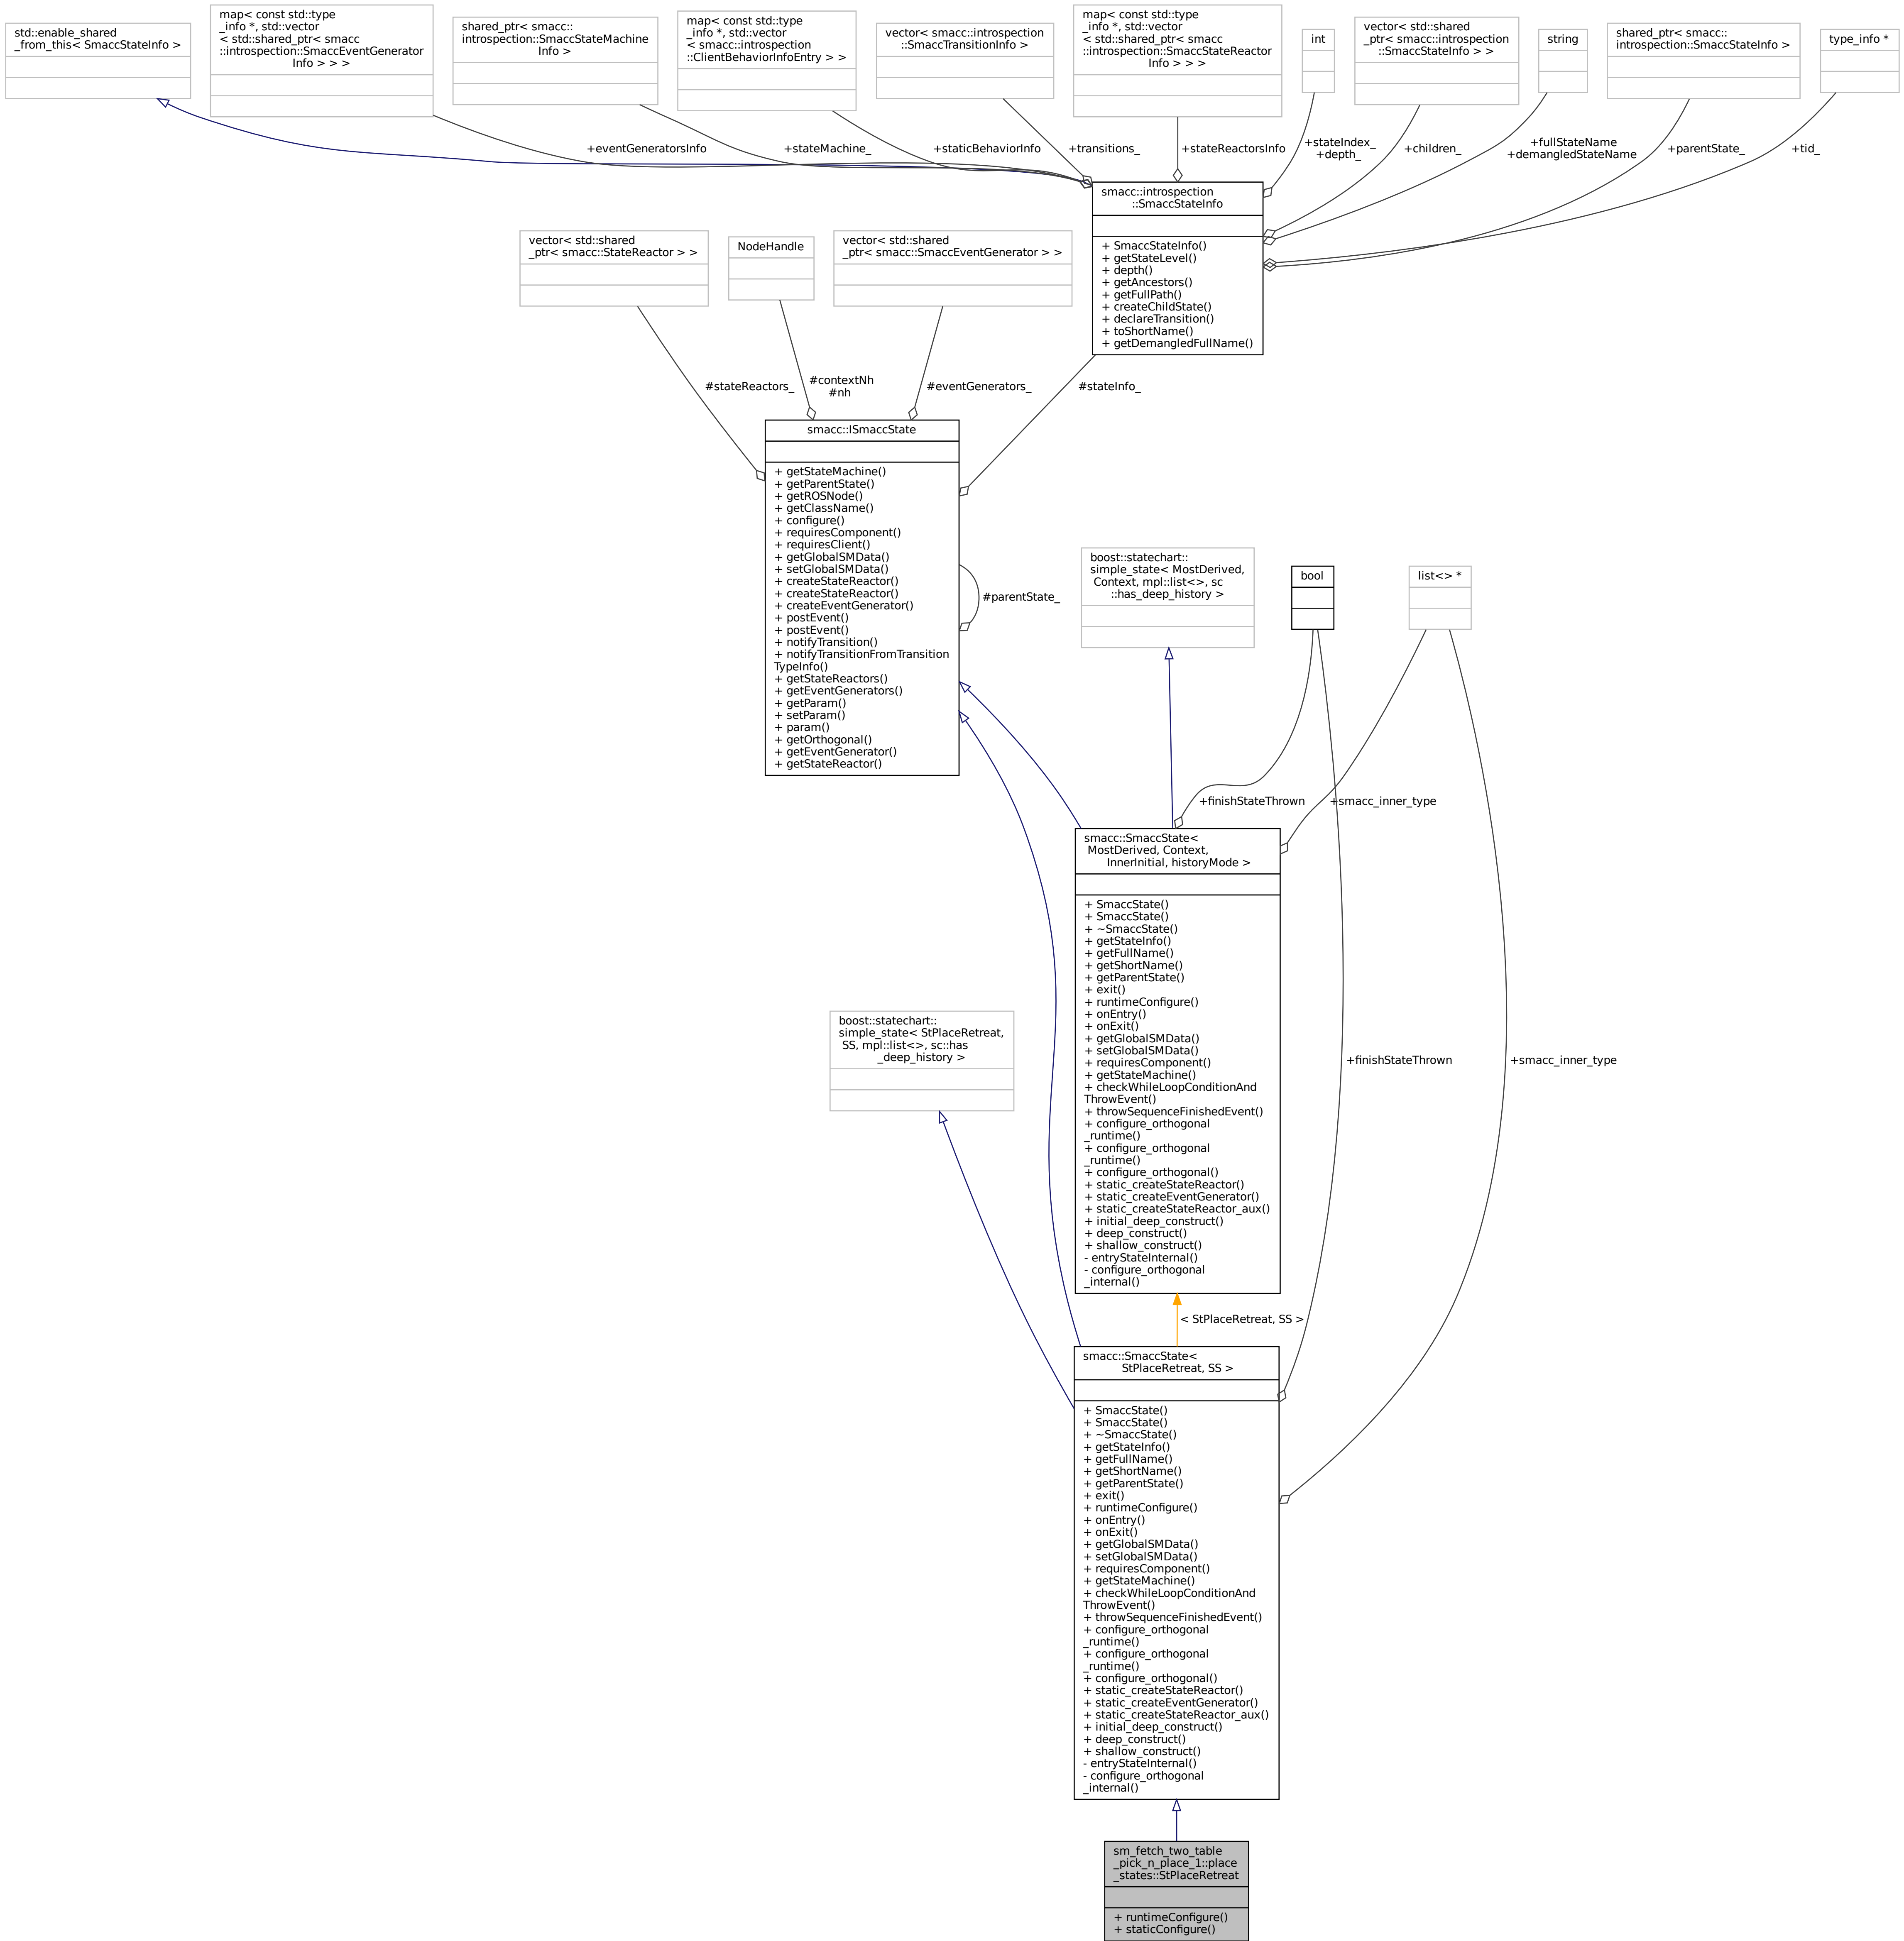 std::enable_shared
_from_this< SmaccStateInfo >
map< const std::type
_info *, std::vector
< std::shared_ptr< smacc
::introspection::SmaccEventGenerator
Info > > >
shared_ptr< smacc::
introspection::SmaccStateMachine
Info >
map< const std::type
_info *, std::vector
< smacc::introspection
::ClientBehaviorInfoEntry > >
vector< smacc::introspection
::SmaccTransitionInfo >
map< const std::type
_info *, std::vector
< std::shared_ptr< smacc
::introspection::SmaccStateReactor
Info > > >
int
vector< std::shared
_ptr< smacc::introspection
::SmaccStateInfo > >
string
shared_ptr< smacc::
introspection::SmaccStateInfo >
type_info *
+eventGeneratorsInfo
+stateMachine_
+staticBehaviorInfo
+transitions_
+stateReactorsInfo
+stateIndex_
+depth_
+children_
+fullStateName
+demangledStateName
+parentState_
+tid_
smacc::introspection
::SmaccStateInfo
+ SmaccStateInfo()
+ getStateLevel()
+ depth()
+ getAncestors()
+ getFullPath()
+ createChildState()
+ declareTransition()
+ toShortName()
+ getDemangledFullName()
vector< std::shared
_ptr< smacc::StateReactor > >
NodeHandle
vector< std::shared
_ptr< smacc::SmaccEventGenerator > >
#stateReactors_
#contextNh
#nh
#eventGenerators_
#stateInfo_
smacc::ISmaccState
+ getStateMachine()
+ getParentState()
+ getROSNode()
+ getClassName()
+ configure()
+ requiresComponent()
+ requiresClient()
+ getGlobalSMData()
+ setGlobalSMData()
+ createStateReactor()
+ createStateReactor()
+ createEventGenerator()
+ postEvent()
+ postEvent()
+ notifyTransition()
+ notifyTransitionFromTransition
TypeInfo()
+ getStateReactors()
+ getEventGenerators()
+ getParam()
+ setParam()
+ param()
+ getOrthogonal()
+ getEventGenerator()
+ getStateReactor()
#parentState_
boost::statechart::
simple_state< MostDerived,
Context, mpl::list<>, sc
::has_deep_history >
bool
list<> *
+finishStateThrown
+smacc_inner_type
smacc::SmaccState<
MostDerived, Context,
InnerInitial, historyMode >
+ SmaccState()
+ SmaccState()
+ ~SmaccState()
+ getStateInfo()
+ getFullName()
+ getShortName()
+ getParentState()
+ exit()
+ runtimeConfigure()
+ onEntry()
+ onExit()
+ getGlobalSMData()
+ setGlobalSMData()
+ requiresComponent()
+ getStateMachine()
+ checkWhileLoopConditionAnd
ThrowEvent()
+ throwSequenceFinishedEvent()
+ configure_orthogonal
_runtime()
+ configure_orthogonal
_runtime()
+ configure_orthogonal()
+ static_createStateReactor()
+ static_createEventGenerator()
+ static_createStateReactor_aux()
+ initial_deep_construct()
+ deep_construct()
+ shallow_construct()
- entryStateInternal()
- configure_orthogonal
_internal()
boost::statechart::
simple_state< StPlaceRetreat,
SS, mpl::list<>, sc::has
_deep_history >
+finishStateThrown
+smacc_inner_type
< StPlaceRetreat, SS >
smacc::SmaccState<
StPlaceRetreat, SS >
+ SmaccState()
+ SmaccState()
+ ~SmaccState()
+ getStateInfo()
+ getFullName()
+ getShortName()
+ getParentState()
+ exit()
+ runtimeConfigure()
+ onEntry()
+ onExit()
+ getGlobalSMData()
+ setGlobalSMData()
+ requiresComponent()
+ getStateMachine()
+ checkWhileLoopConditionAnd
ThrowEvent()
+ throwSequenceFinishedEvent()
+ configure_orthogonal
_runtime()
+ configure_orthogonal
_runtime()
+ configure_orthogonal()
+ static_createStateReactor()
+ static_createEventGenerator()
+ static_createStateReactor_aux()
+ initial_deep_construct()
+ deep_construct()
+ shallow_construct()
- entryStateInternal()
- configure_orthogonal
_internal()
sm_fetch_two_table
_pick_n_place_1::place
_states::StPlaceRetreat
+ runtimeConfigure()
+ staticConfigure()